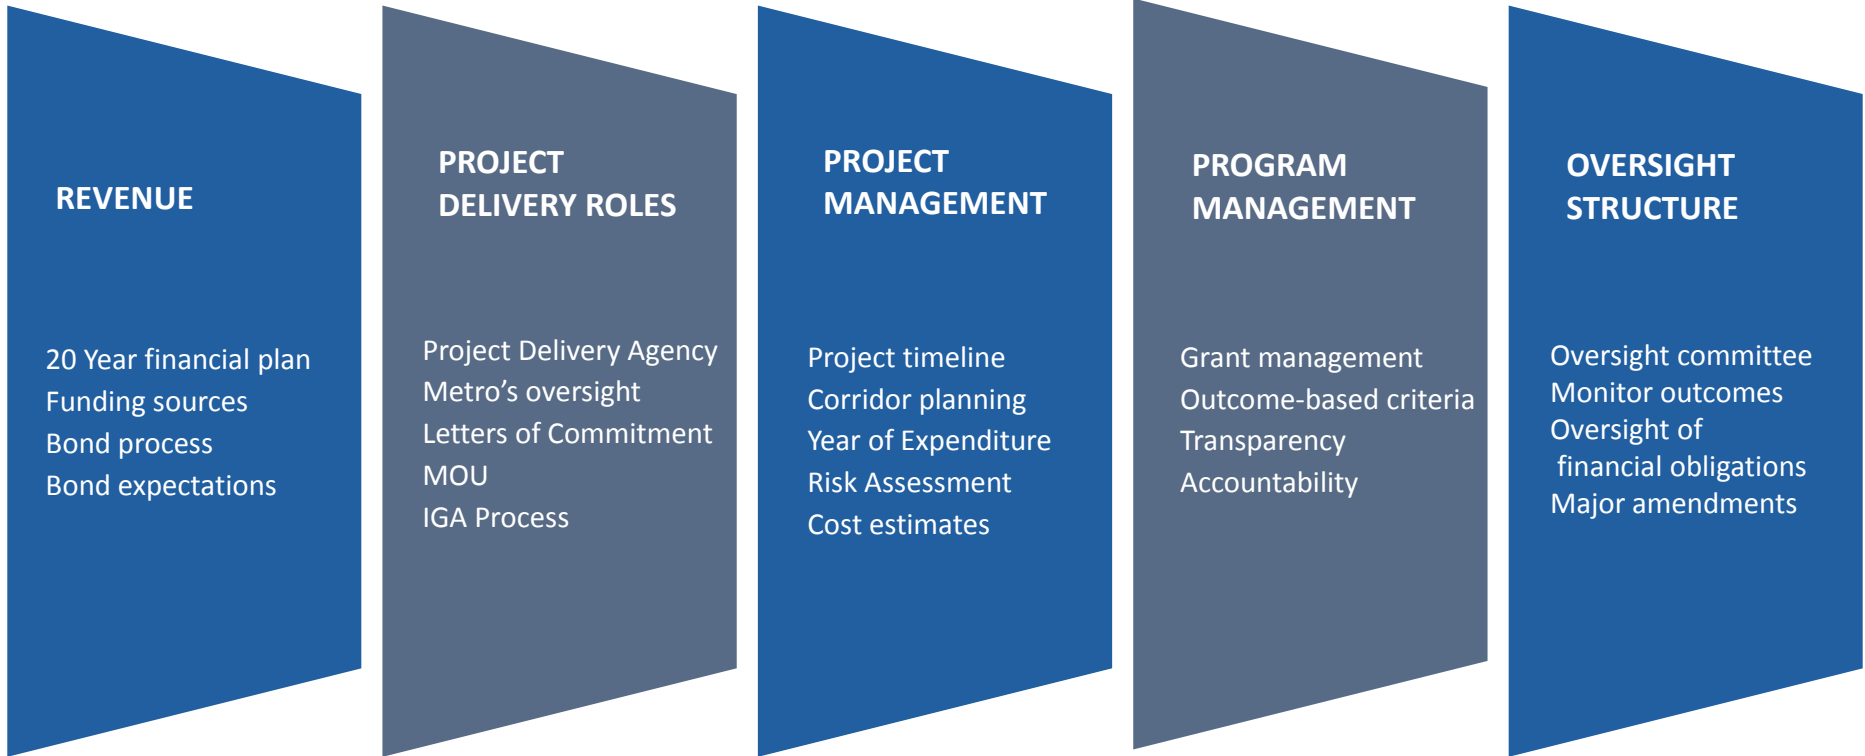 REVENUE
20 Year financial plan
Funding sources
Bond process
Bond expectations
PROJECT
DELIVERY ROLES
Project Delivery Agency
Metro’s oversight
Letters of Commitment
MOU
IGA Process
PROJECT
MANAGEMENT
Project timeline
Corridor planning
Year of Expenditure
Risk Assessment
Cost estimates
PROGRAM
MANAGEMENT
Grant management
Outcome-based criteria
Transparency
Accountability
OVERSIGHT
STRUCTURE
Oversight committee
Monitor outcomes
Oversight of
financial obligations
Major amendments